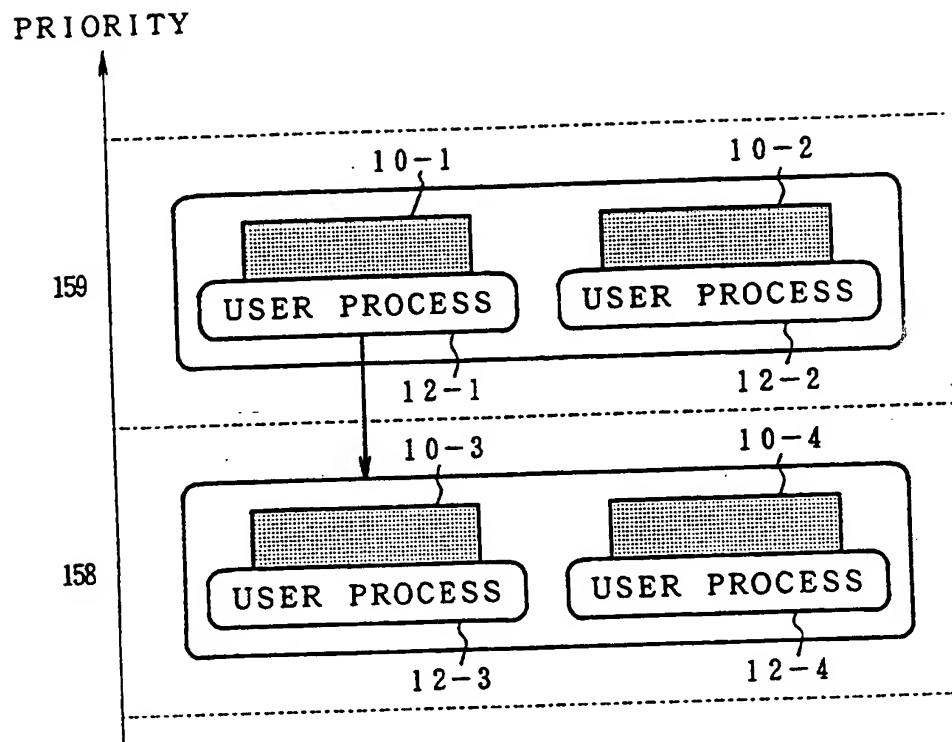 PRIORITY
10-1 10-2
159
USER PROCESS USER PROCESS
12-1 12-2
10-3 10-4
158
USER PROCESS USER PROCESS
12-3 12-4